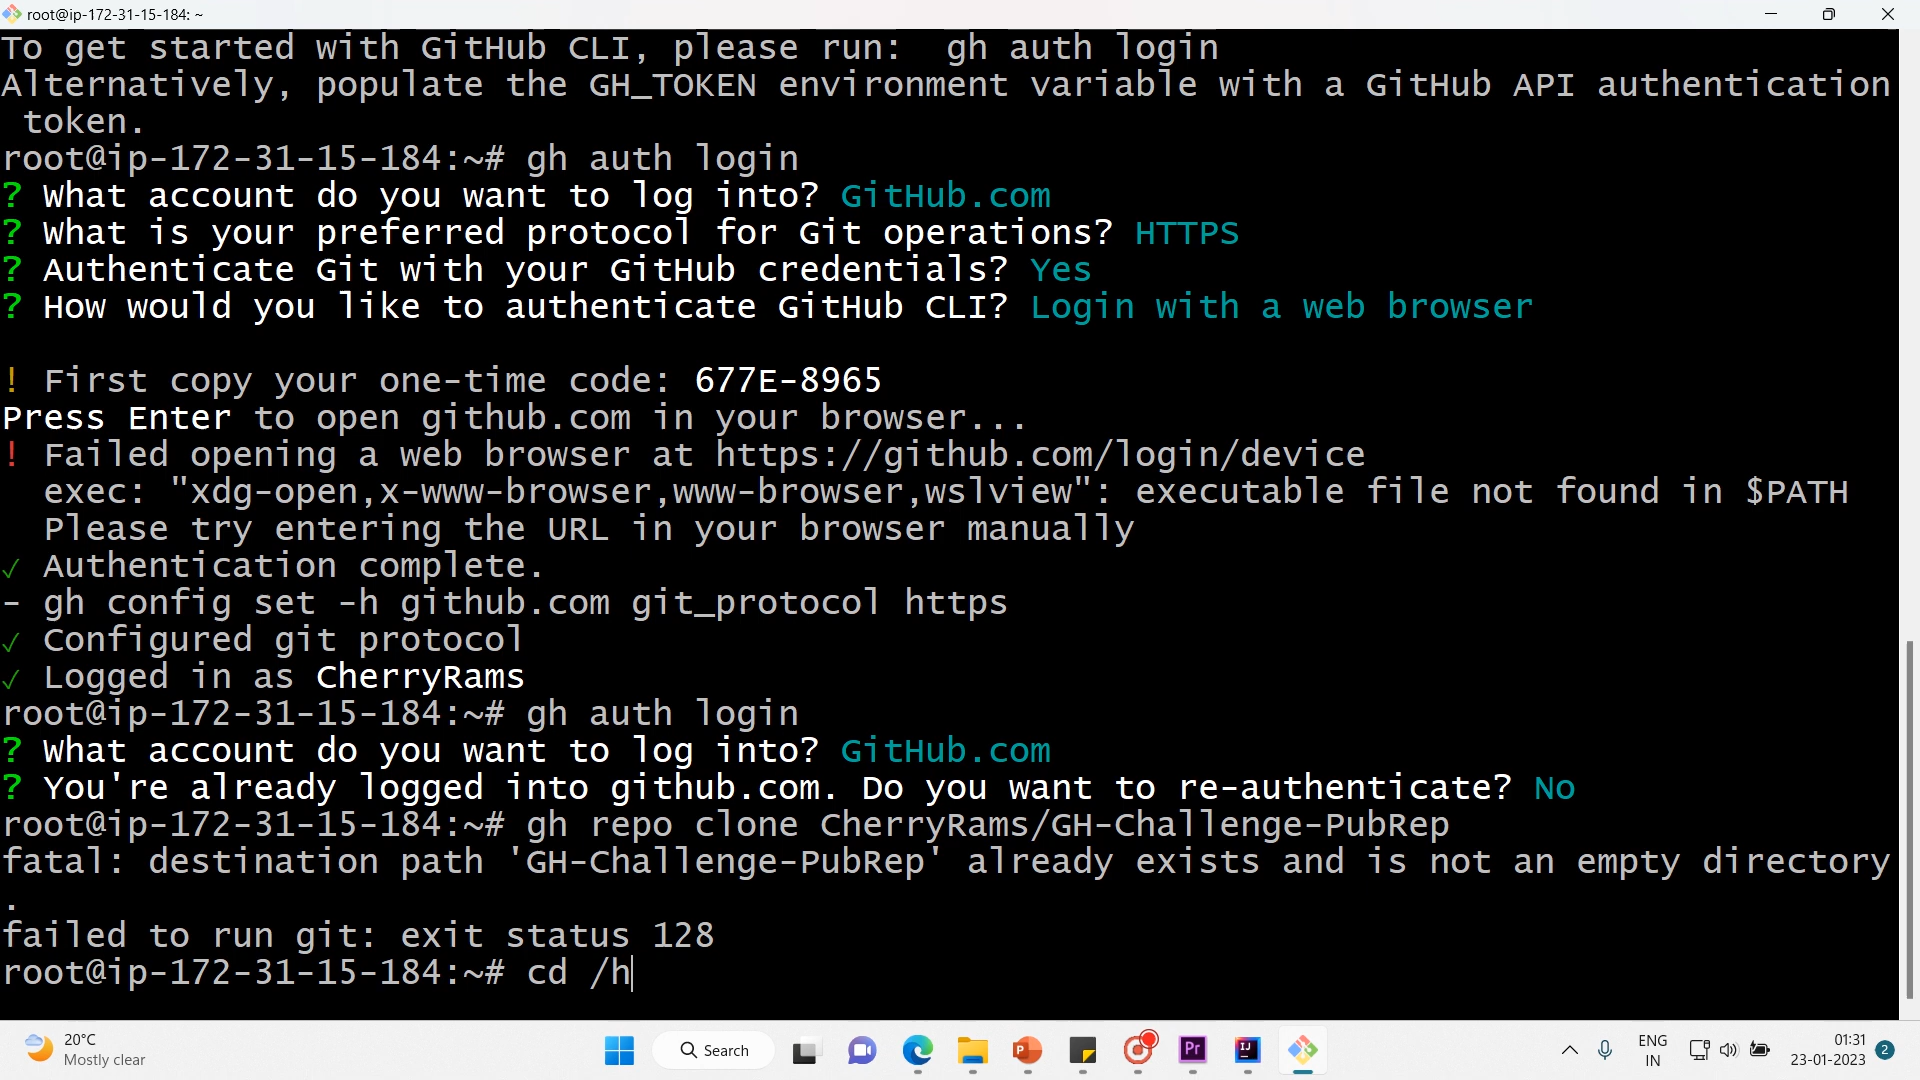 root@ip-172-31-15-184: ~
To get started with GitHub CLI, please run:  gh auth login
Alternatively, populate the GH_TOKEN environment variable with a GitHub API authentication
 token.
root@ip-172-31-15-184:~# gh auth login
? What account do you want to log into? GitHub.com
? What is your preferred protocol for Git operations? HTTPS
? Authenticate Git with your GitHub credentials? Yes
? How would you like to authenticate GitHub CLI? Login with a web browser
! First copy your one-time code: 677E-8965
Press Enter to open github.com in your browser...
! Failed opening a web browser at https://github.com/login/device
  exec: "xdg-open,x-www-browser,www-browser,wslview": executable file not found in $PATH
  Please try entering the URL in your browser manually
✓ Authentication complete.
- gh config set -h github.com git_protocol https
✓ Configured git protocol
✓ Logged in as CherryRams
root@ip-172-31-15-184:~# gh auth login
? What account do you want to log into? GitHub.com
? You're already logged into github.com. Do you want to re-authenticate? No
root@ip-172-31-15-184:~# gh repo clone CherryRams/GH-Challenge-PubRep
fatal: destination path 'GH-Challenge-PubRep' already exists and is not an empty directory
.
failed to run git: exit status 128
root@ip-172-31-15-184:~# cd /h
20°C
Mostly clear
Search
P
Pr
IJ
ENG
IN
01:31
23-01-2023
2